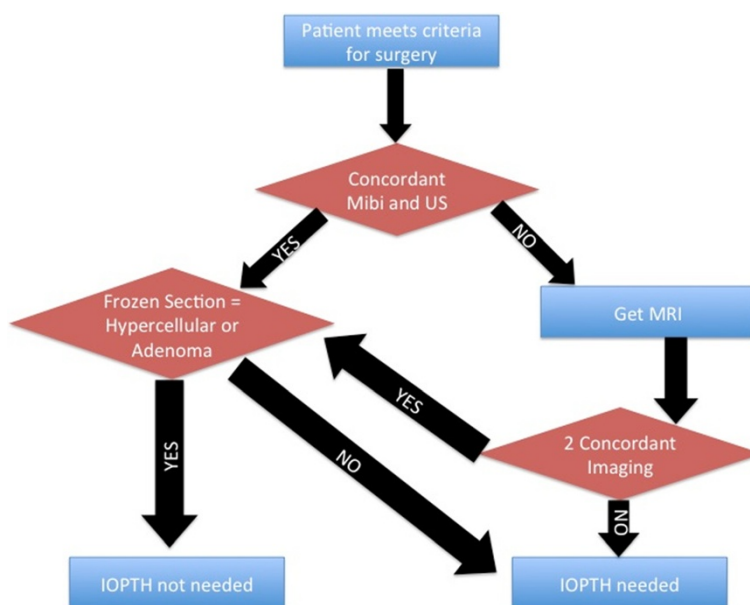 Patient meets criteria
for surgery
Concordant
Mibi and US
YES
NO
Frozen Section =
Hypercellular or
Adenoma
Get MRI
YES
2 Concordant
Imaging
YES
NO
NO
IOPTH not needed
IOPTH needed